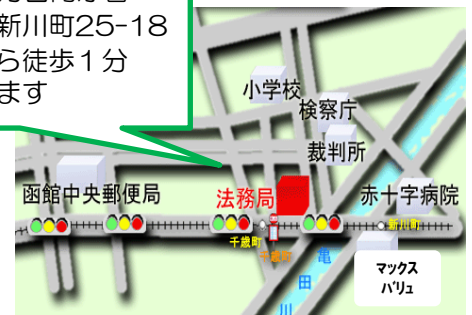 新川町25-18
ら徒歩１分
ます
小学校
検察庁
裁判所
函館中央郵便局
法務局
赤十字病院
千歳町
千歳町
新川町
亀
田
川
マックス
バリュ